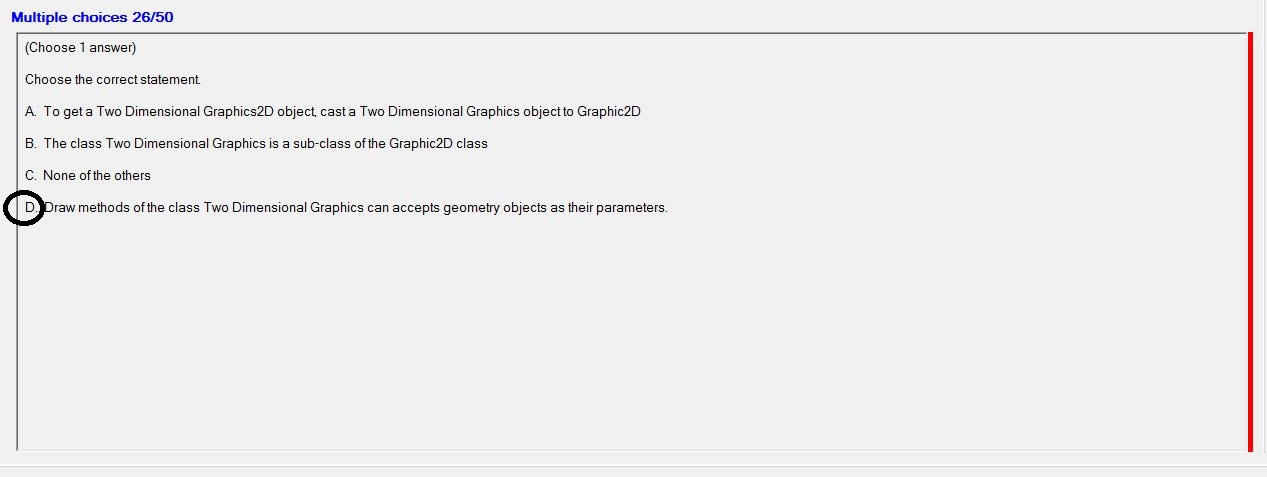 Multiple choices 26/50
(Choose 1 answer)
Choose the correct statement.
A. To get a Two Dimensional Graphics2D object, cast a Two Dimensional Graphics object to Graphic2D
B. The class Two Dimensional Graphics is a sub-class of the Graphic2D class
C. None of the others
D. Draw methods of the class Two Dimensional Graphics can accepts geometry objects as their parameters.